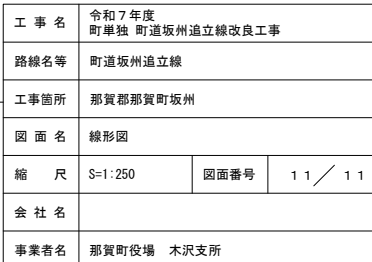 工事名 令和7年度
町単独 町道坂州追立線改良工事
路線名等 町道坂州追立線
工事箇所 那賀郡那賀町坂州
図面名 線形図
縮尺 S=1:250 図面番号 11/11
会社名
事業者名 那賀町役場 木沢支所